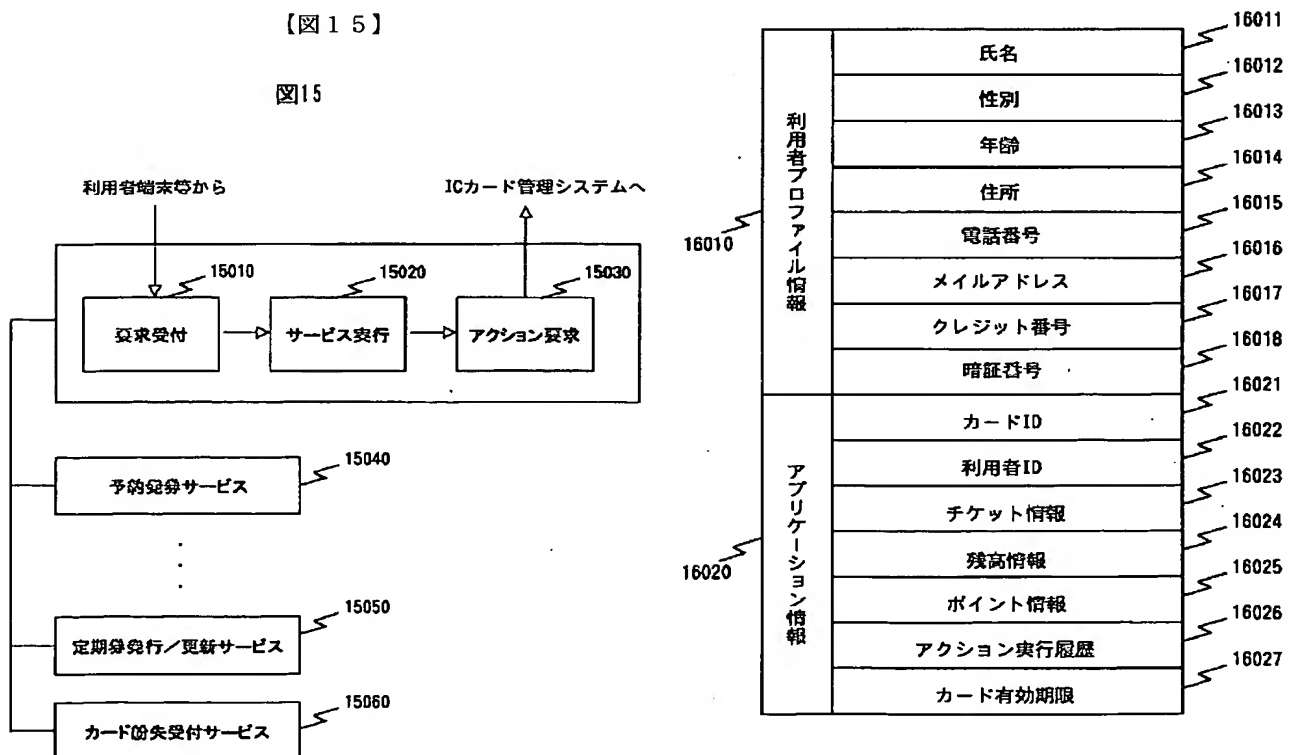 【図15】
図15
利用者端末等から
ICカード管理システムへ
15010
15020
15030
要求受付
サービス実行
アクション要求
15040
予約発券サービス
15050
定期券発行／更新サービス
15060
カード紛失受付サービス
16010
利用者プロファイル情報
氏名
16011
性別
16012
年齢
16013
住所
16014
電話番号
16015
メイルアドレス
16016
クレジット番号
16017
暗証番号
16018
16020
アプリケーション情報
カードID
16021
利用者ID
16022
チケット情報
16023
残高情報
16024
ポイント情報
16025
アクション実行履歴
16026
カード有効期限
16027